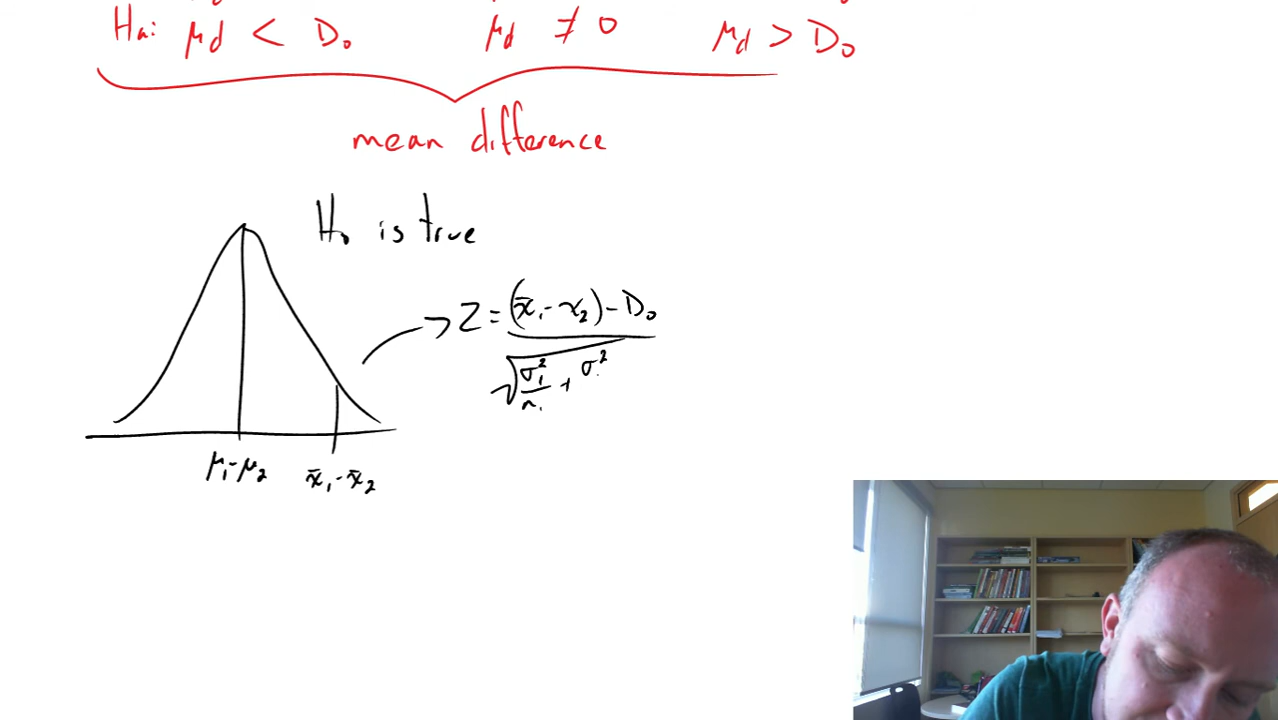 Ha: μd < D₀ μd ≠ 0 μd > D₀
mean difference
H₀ is true
Z = (x̄₁ - x₂) - D₀
√ σ₁²/n₁ + σ²
μ₁-μ₂ x̄₁-x̄₂